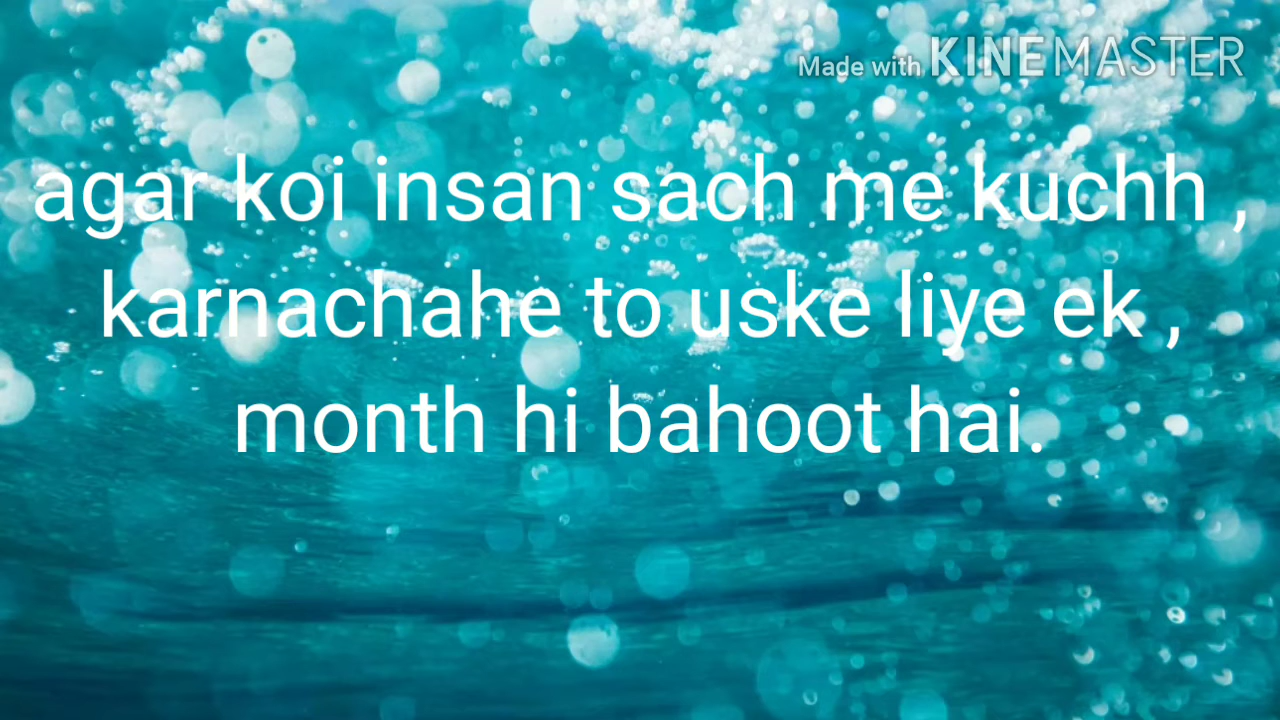 Made with KINEMASTER
agar koi insan sach me kuchh ,
karnachahe to uske liye ek ,
month hi bahoot hai.